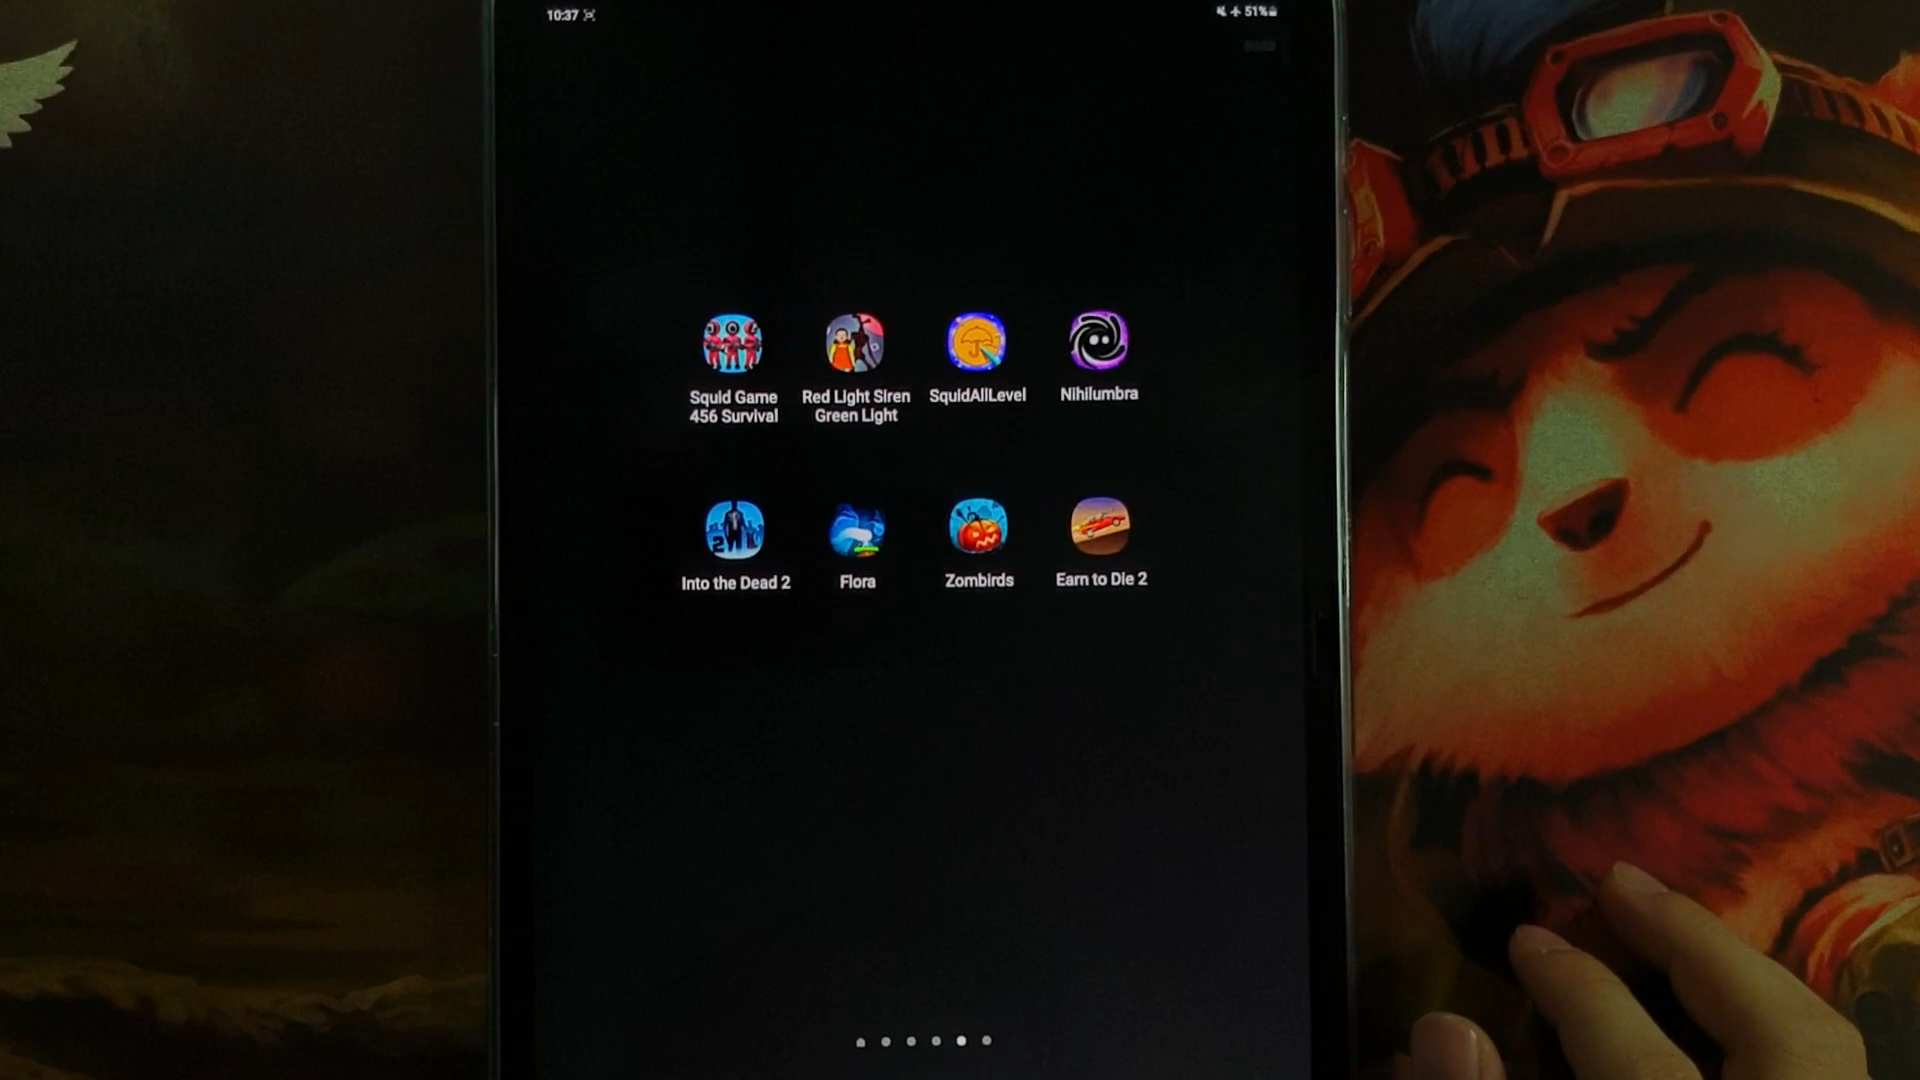 10:37
51%
Squid Game
456 Survival
Red Light Siren
Green Light
SquidAllLevel
Nihilumbra
2
Into the Dead 2
Flora
Zombirds
Earn to Die 2